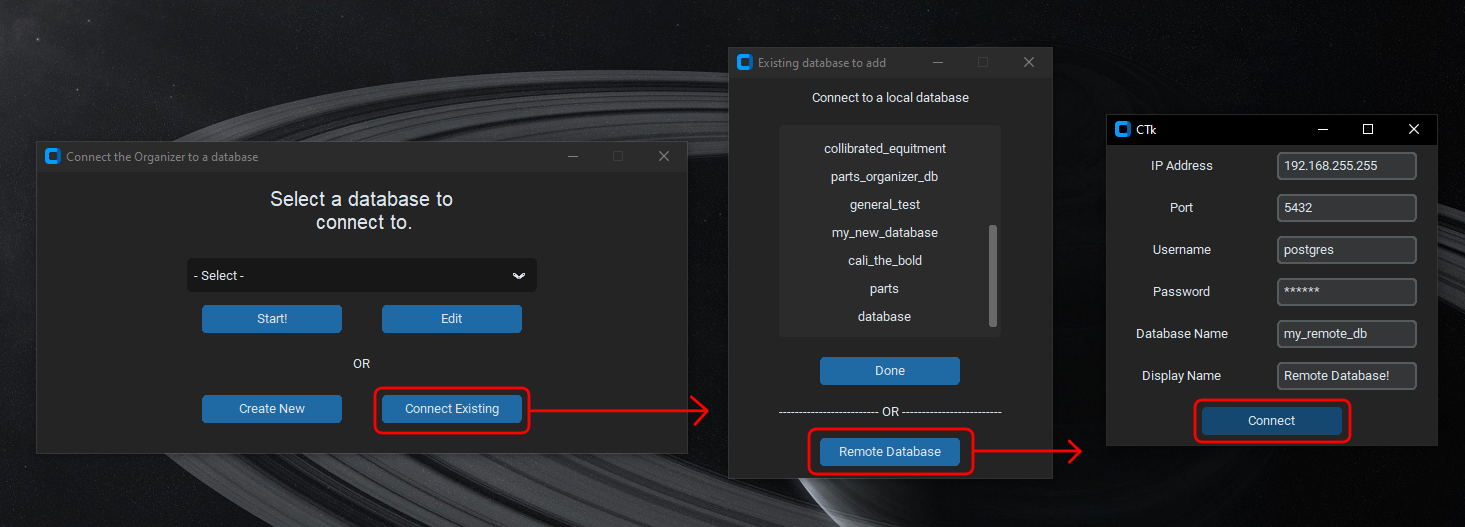 Connect the Organizer to a database
Select a database to
connect to.
- Select -
Start!
Edit
OR
Create New
Connect Existing
Existing database to add
Connect to a local database
collibrated_equitment
parts_organizer_db
general_test
my_new_database
cali_the_bold
parts
database
Done
------------------------- OR -------------------------
Remote Database
CTk
IP Address 192.168.255.255
Port 5432
Username postgres
Password ******
Database Name my_remote_db
Display Name Remote Database!
Connect